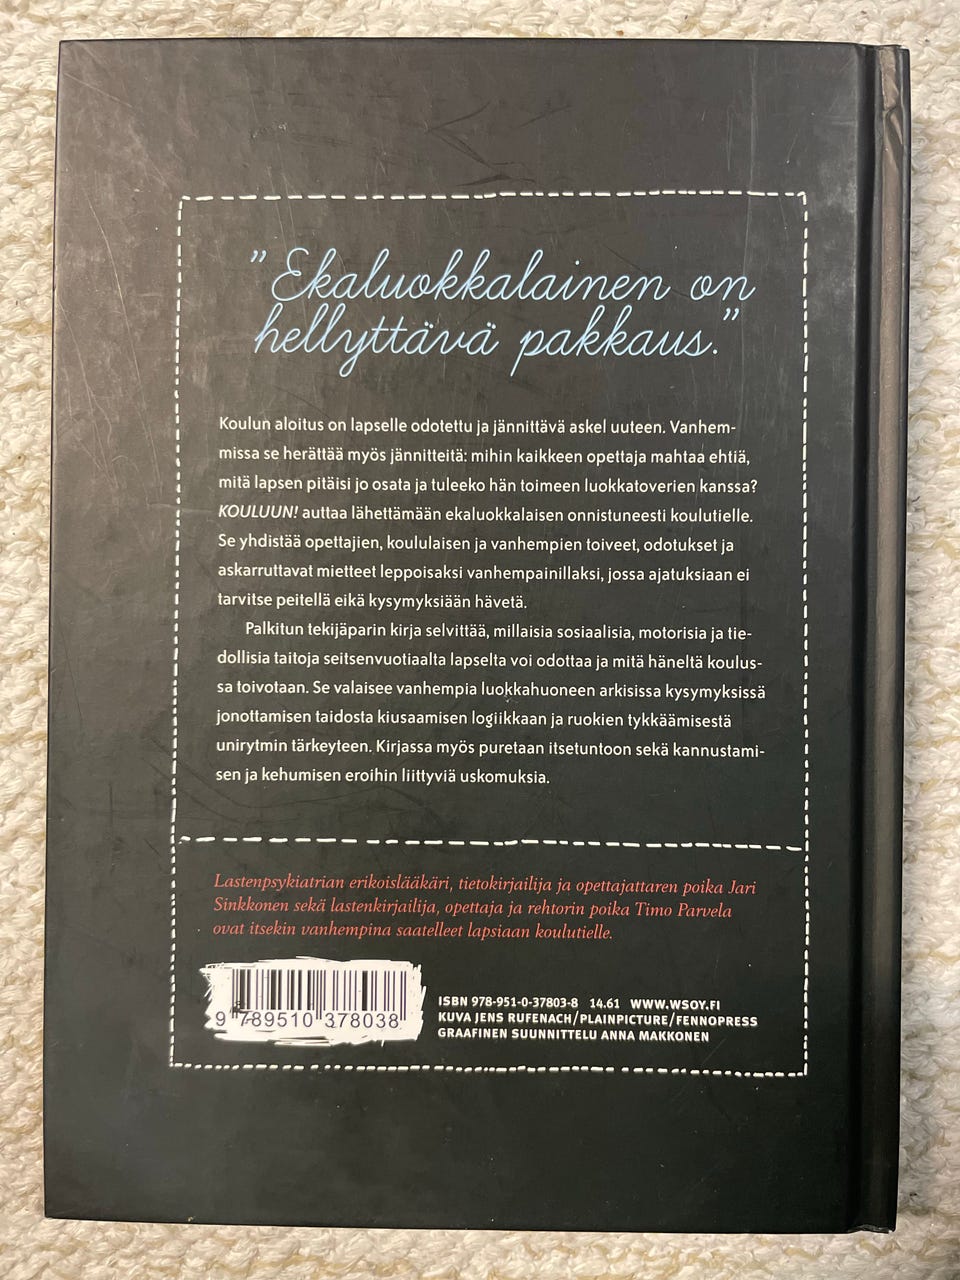 ”Ekaluokkalainen on
hellyttävä pakkaus.”
Koulun aloitus on lapselle odotettu ja jännittävä askel uuteen. Vanhem-
missa se herättää myös jännitteitä: mihin kaikkeen opettaja mahtaa ehtiä,
mitä lapsen pitäisi jo osata ja tuleeko hän toimeen luokkatoverien kanssa?
KOULUUN! auttaa lähettämään ekaluokkalaisen onnistuneesti koulutielle.
Se yhdistää opettajien, koululaisen ja vanhempien toiveet, odotukset ja
askarruttavat mietteet leppoisaksi vanhempainillaksi, jossa ajatuksiaan ei
tarvitse peitellä eikä kysymyksiään hävetä.
Palkitun tekijäparin kirja selvittää, millaisia sosiaalisia, motorisia ja tie-
dollisia taitoja seitsenvuotiaalta lapselta voi odottaa ja mitä häneltä koulus-
sa toivotaan. Se valaisee vanhempia luokkahuoneen arkisissa kysymyksissä
jonottamisen taidosta kiusaamisen logiikkaan ja ruokien tykkäämisestä
unirytmin tärkeyteen. Kirjassa myös puretaan itsetuntoon sekä kannustami-
sen ja kehumisen eroihin liittyviä uskomuksia.
Lastenpsykiatrian erikoislääkäri, tietokirjailija ja opettajattaren poika Jari
Sinkkonen sekä lastenkirjailija, opettaja ja rehtorin poika Timo Parvela
ovat itsekin vanhempina saatelleet lapsiaan koulutielle.
9 789510 378038
ISBN 978-951-0-37803-8 14.61 WWW.WSOY.FI
KUVA JENS RUFENACH/PLAINPICTURE/FENNOPRESS
GRAAFINEN SUUNNITTELU ANNA MAKKONEN